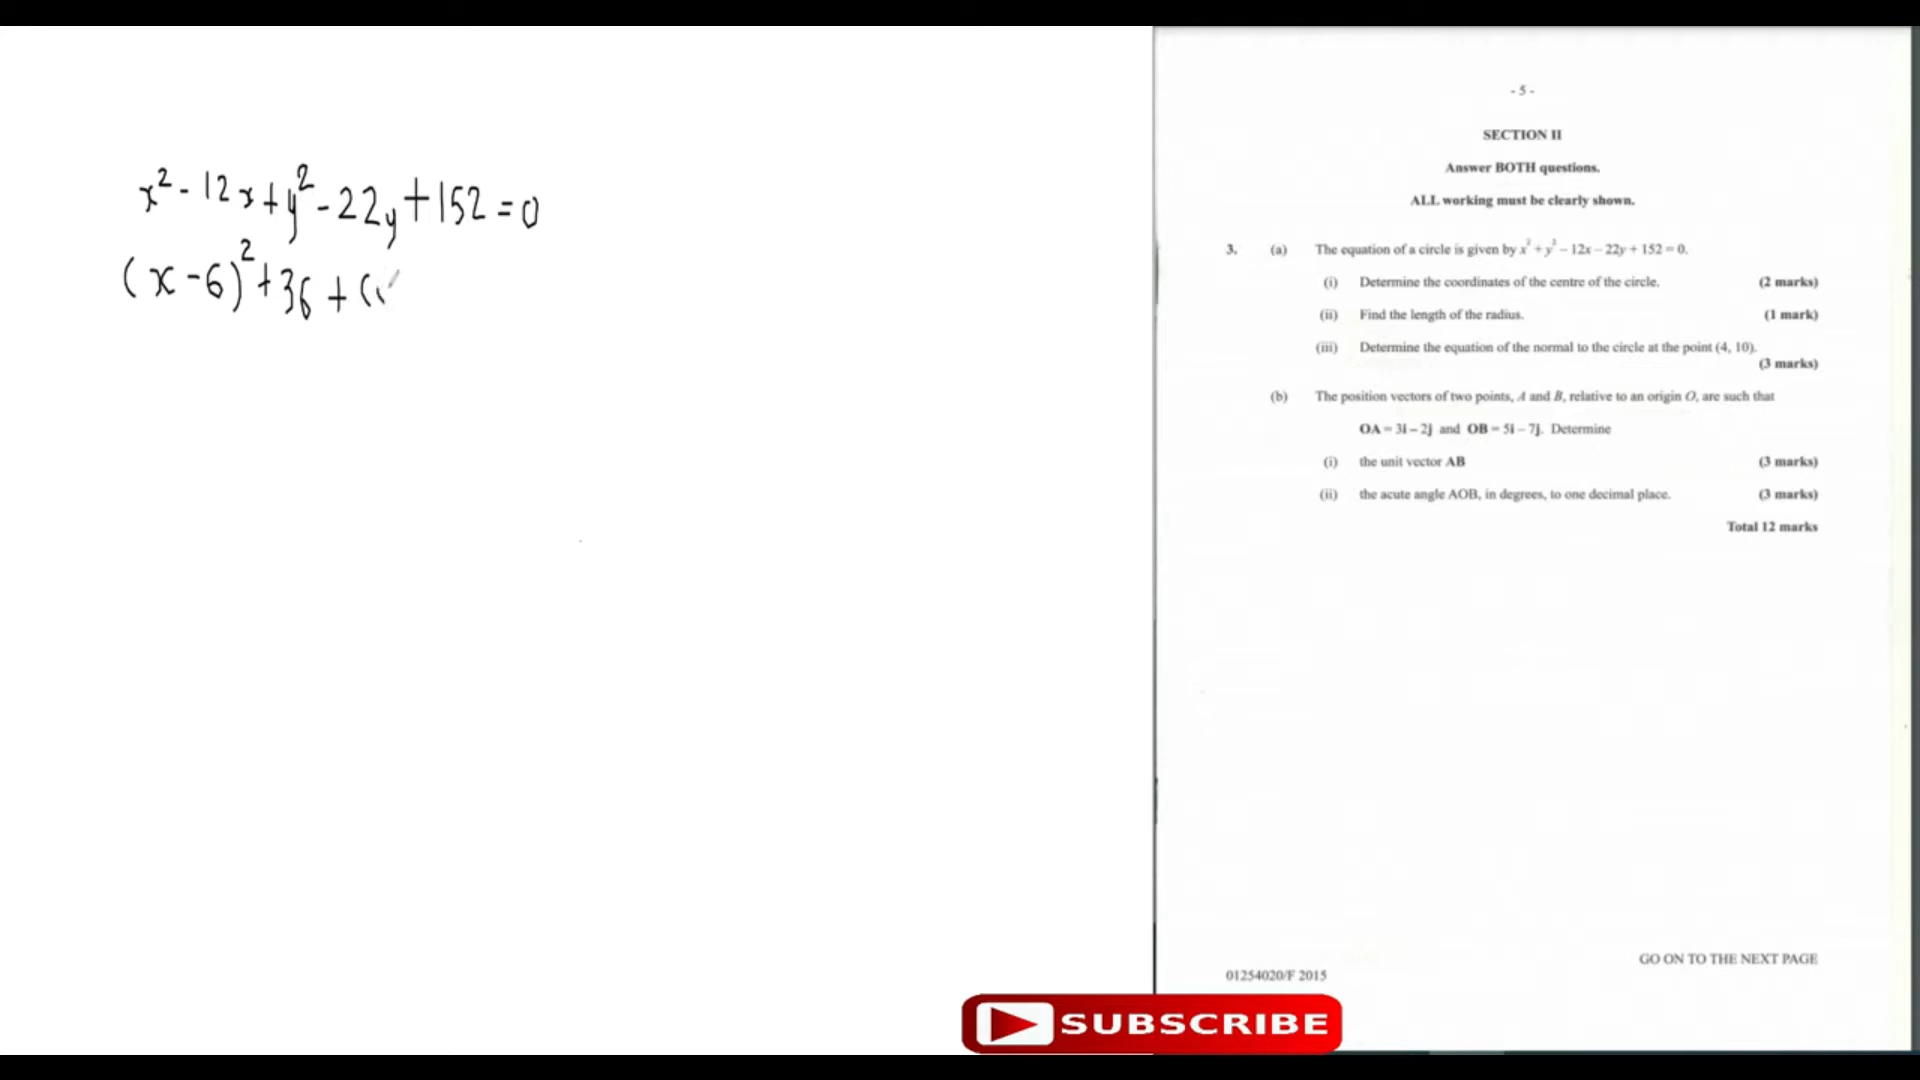 x² - 12x + y² - 22y + 152 = 0
(x - 6)² + 36 + (
- 5 -
SECTION II
Answer BOTH questions.
ALL working must be clearly shown.
3. (a) The equation of a circle is given by x² + y² – 12x – 22y + 152 = 0.
(i) Determine the coordinates of the centre of the circle. (2 marks)
(ii) Find the length of the radius. (1 mark)
(iii) Determine the equation of the normal to the circle at the point (4, 10).
(3 marks)
(b) The position vectors of two points, A and B, relative to an origin O, are such that
OA = 3i – 2j and OB = 5i – 7j. Determine
(i) the unit vector AB (3 marks)
(ii) the acute angle AOB, in degrees, to one decimal place. (3 marks)
Total 12 marks
GO ON TO THE NEXT PAGE
01254020/F 2015
SUBSCRIBE